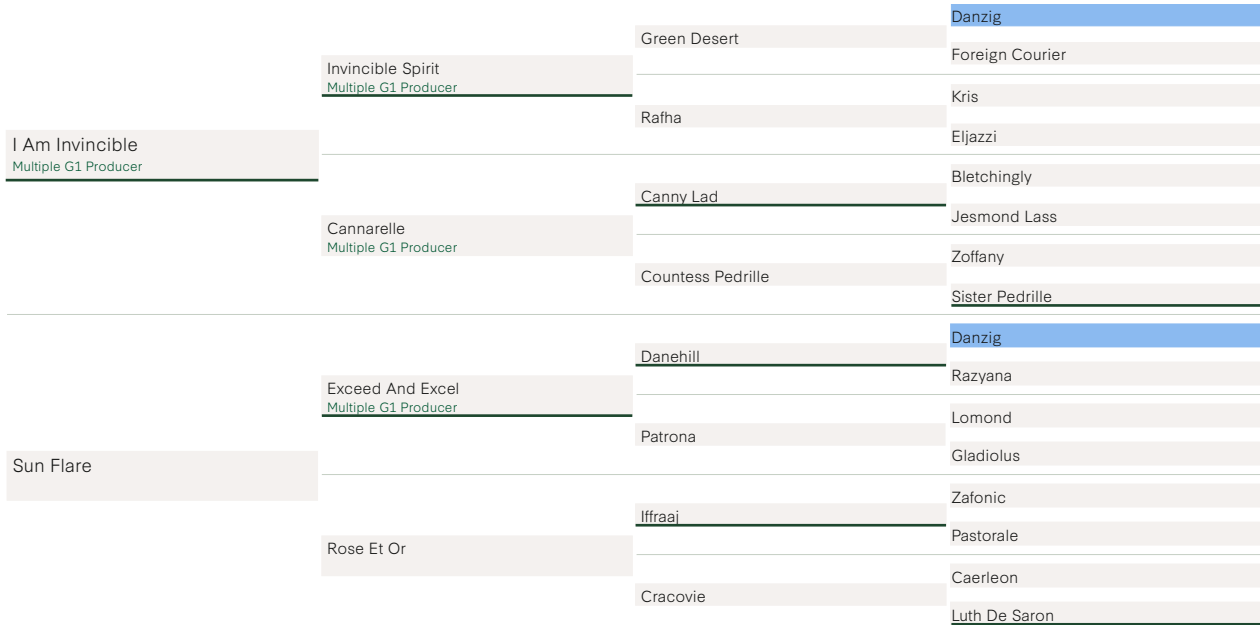 I Am Invincible
Multiple G1 Producer
Sun Flare
Invincible Spirit
Multiple G1 Producer
Cannarelle
Multiple G1 Producer
Exceed And Excel
Multiple G1 Producer
Rose Et Or
Green Desert
Rafha
Canny Lad
Countess Pedrille
Danehill
Patrona
Iffraaj
Cracovie
Danzig
Foreign Courier
Kris
Eljazzi
Bletchingly
Jesmond Lass
Zoffany
Sister Pedrille
Danzig
Razyana
Lomond
Gladiolus
Zafonic
Pastorale
Caerleon
Luth De Saron